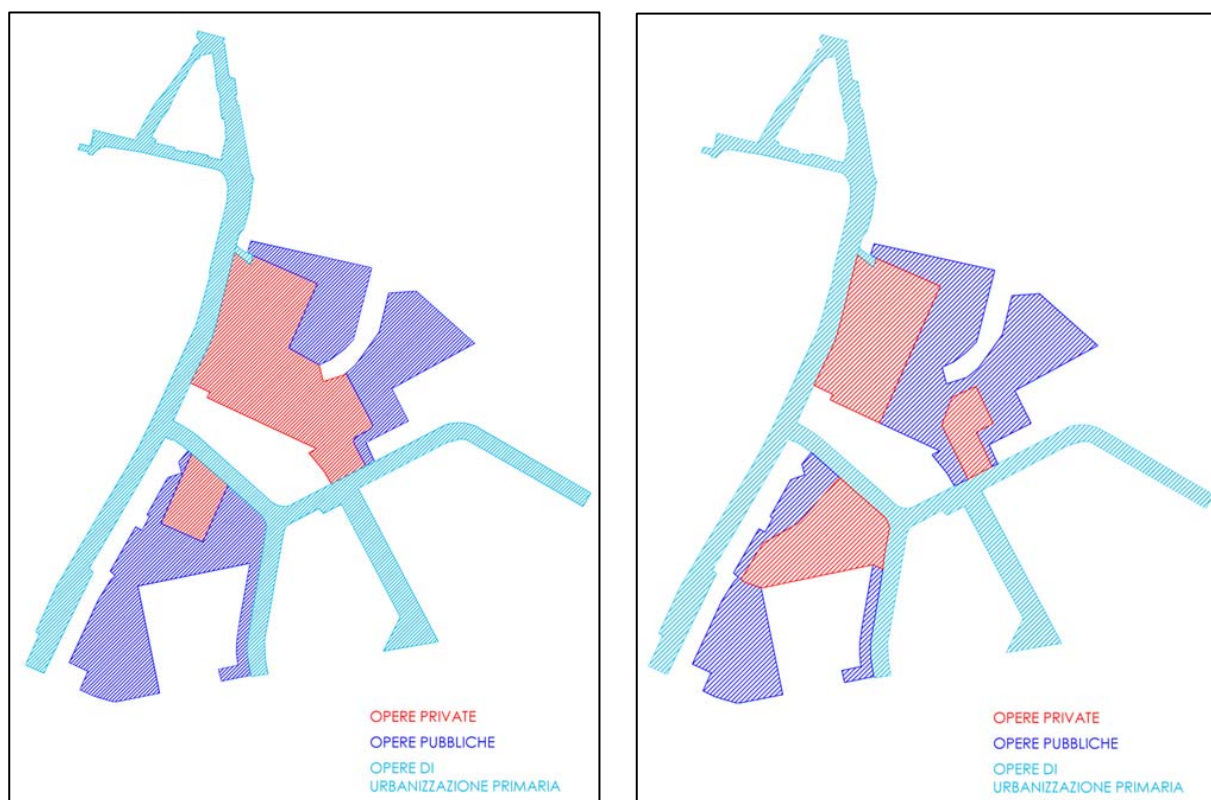 OPERE PRIVATE
OPERE PUBBLICHE
OPERE DI
URBANIZZAZIONE PRIMARIA
OPERE PRIVATE
OPERE PUBBLICHE
OPERE DI
URBANIZZAZIONE PRIMARIA